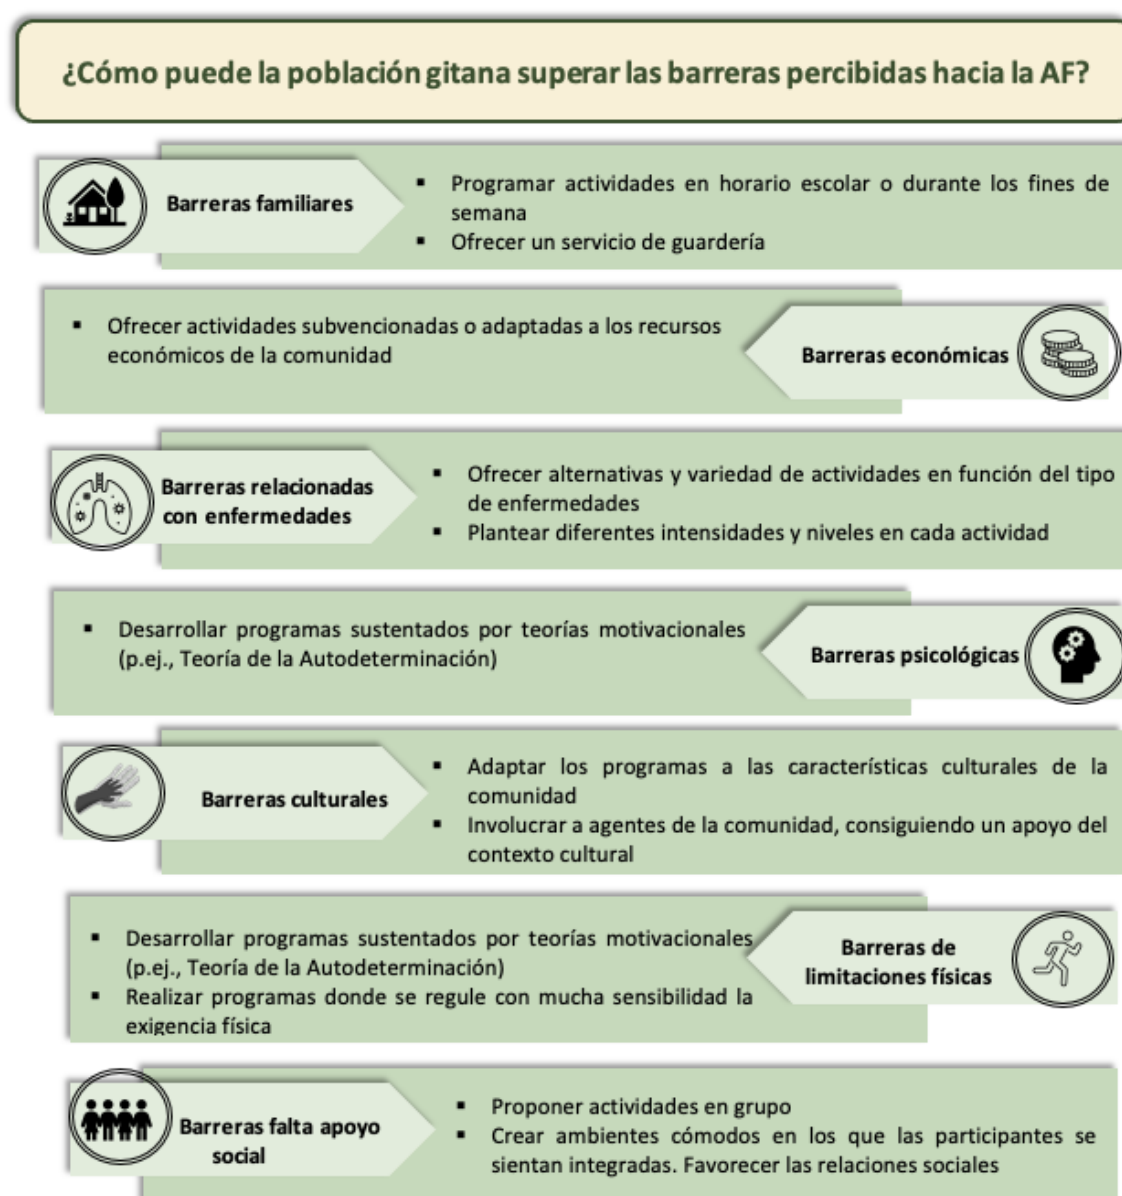 ¿Cómo puede la población gitana superar las barreras percibidas hacia la AF?
Barreras familiares
▪ Programar actividades en horario escolar o durante los fines de
semana
▪ Ofrecer un servicio de guardería
▪ Ofrecer actividades subvencionadas o adaptadas a los recursos
económicos de la comunidad
Barreras económicas
Barreras relacionadas
con enfermedades
▪ Ofrecer alternativas y variedad de actividades en función del tipo
de enfermedades
▪ Plantear diferentes intensidades y niveles en cada actividad
▪ Desarrollar programas sustentados por teorías motivacionales
(p.ej., Teoría de la Autodeterminación)
Barreras psicológicas
Barreras culturales
▪ Adaptar los programas a las características culturales de la
comunidad
▪ Involucrar a agentes de la comunidad, consiguiendo un apoyo del
contexto cultural
▪ Desarrollar programas sustentados por teorías motivacionales
(p.ej., Teoría de la Autodeterminación)
▪ Realizar programas donde se regule con mucha sensibilidad la
exigencia física
Barreras de
limitaciones físicas
Barreras falta apoyo
social
▪ Proponer actividades en grupo
▪ Crear ambientes cómodos en los que las participantes se
sientan integradas. Favorecer las relaciones sociales